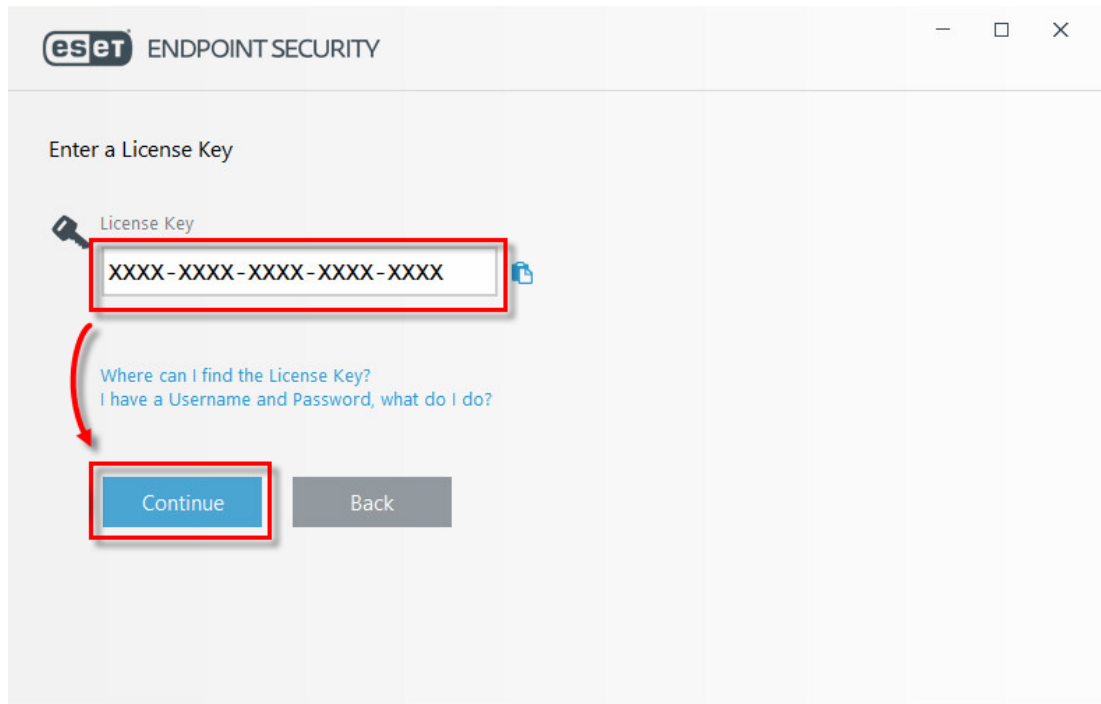 eset ENDPOINT SECURITY
Enter a License Key
License Key
XXXX-XXXX-XXXX-XXXX-XXXX
Where can I find the License Key?
I have a Username and Password, what do I do?
Continue Back